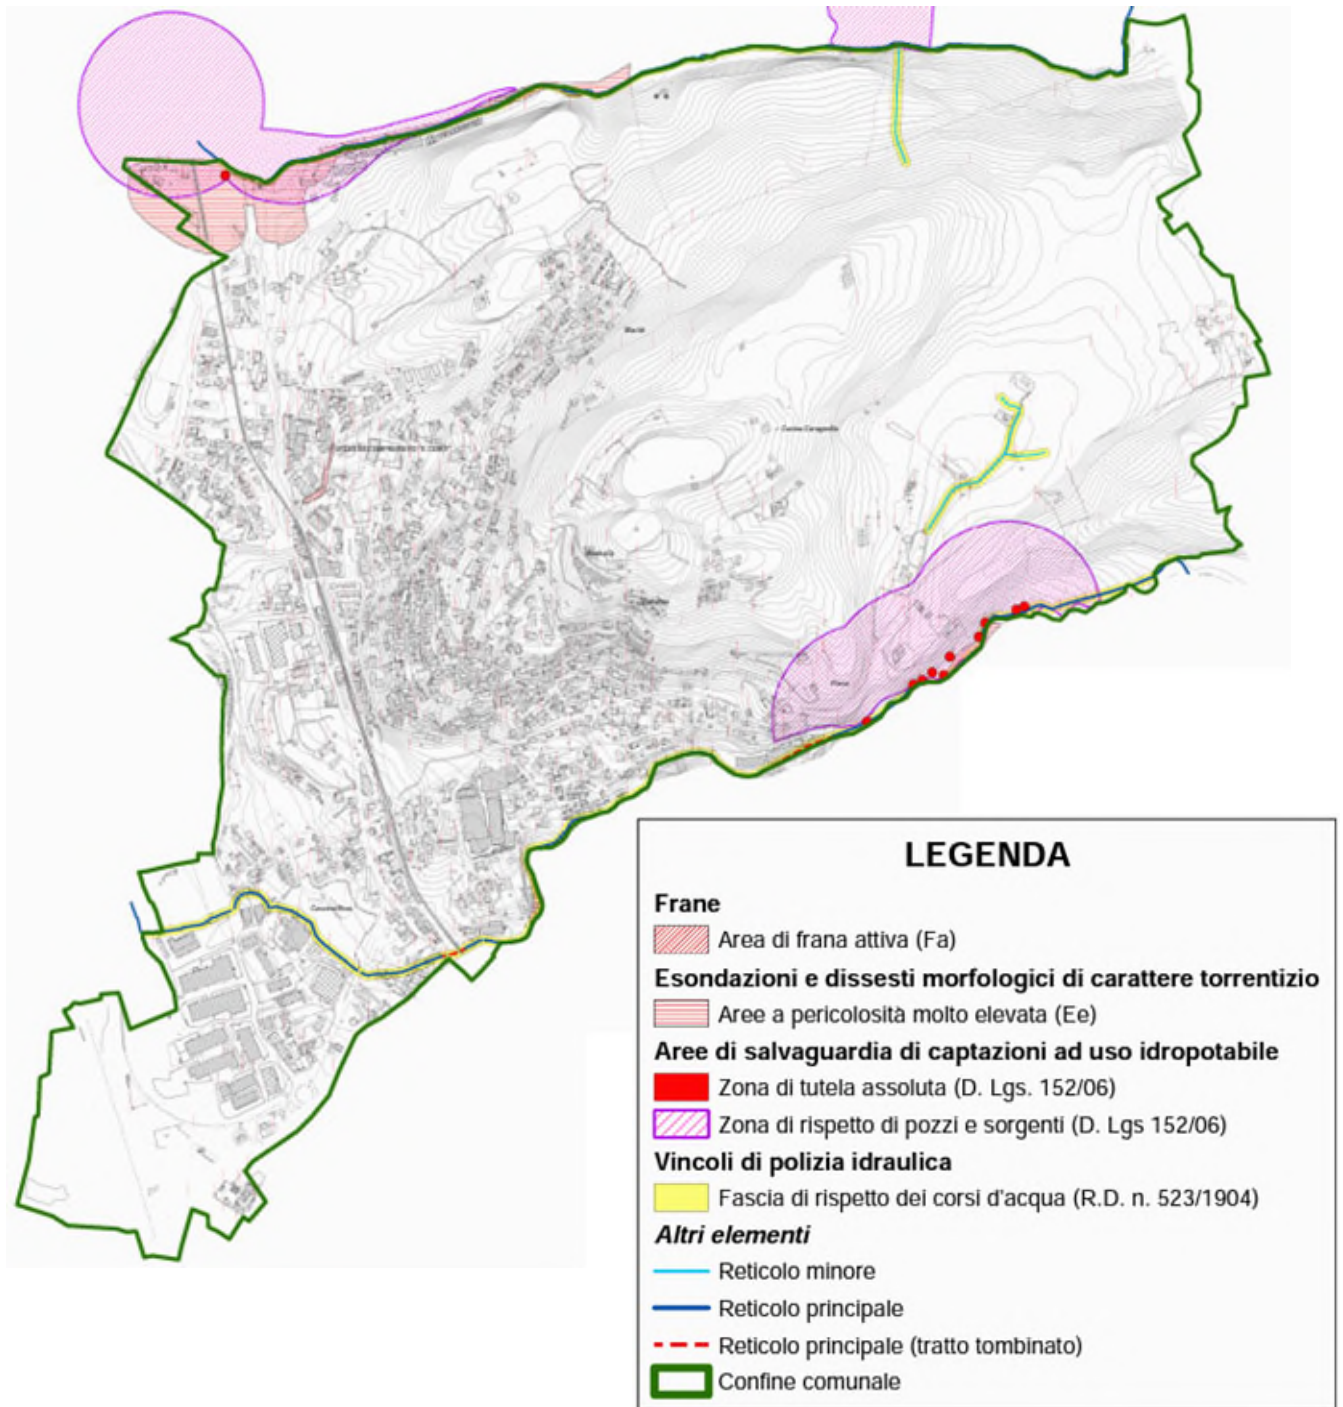 LEGENDA
Frane
Area di frana attiva (Fa)
Esondazioni e dissesti morfologici di carattere torrentizio
Aree a pericolosità molto elevata (Ee)
Aree di salvaguardia di captazioni ad uso idropotabile
Zona di tutela assoluta (D. Lgs. 152/06)
Zona di rispetto di pozzi e sorgenti (D. Lgs 152/06)
Vincoli di polizia idraulica
Fascia di rispetto dei corsi d'acqua (R.D. n. 523/1904)
Altri elementi
Reticolo minore
Reticolo principale
Reticolo principale (tratto tombinato)
Confine comunale